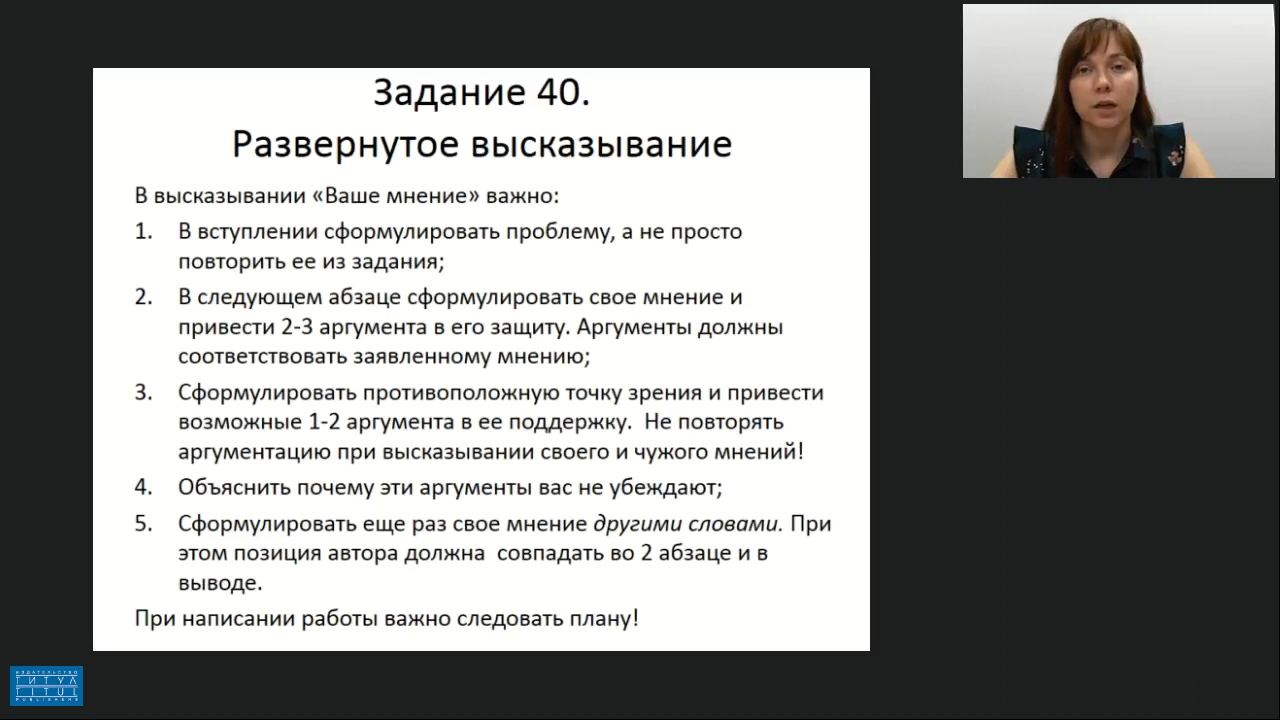 Задание 40.
Развернутое высказывание
В высказывании «Ваше мнение» важно:
1. В вступлении сформулировать проблему, а не просто
повторить ее из задания;
2. В следующем абзаце сформулировать свое мнение и
привести 2-3 аргумента в его защиту. Аргументы должны
соответствовать заявленному мнению;
3. Сформулировать противоположную точку зрения и привести
возможные 1-2 аргумента в ее поддержку.  Не повторять
аргументацию при высказывании своего и чужого мнений!
4. Объяснить почему эти аргументы вас не убеждают;
5. Сформулировать еще раз свое мнение другими словами. При
этом позиция автора должна  совпадать во 2 абзаце и в
выводе.
При написании работы важно следовать плану!
ИЗДАТЕЛЬСТВО
ТИТУЛ
TITUL
PUBLISHERS